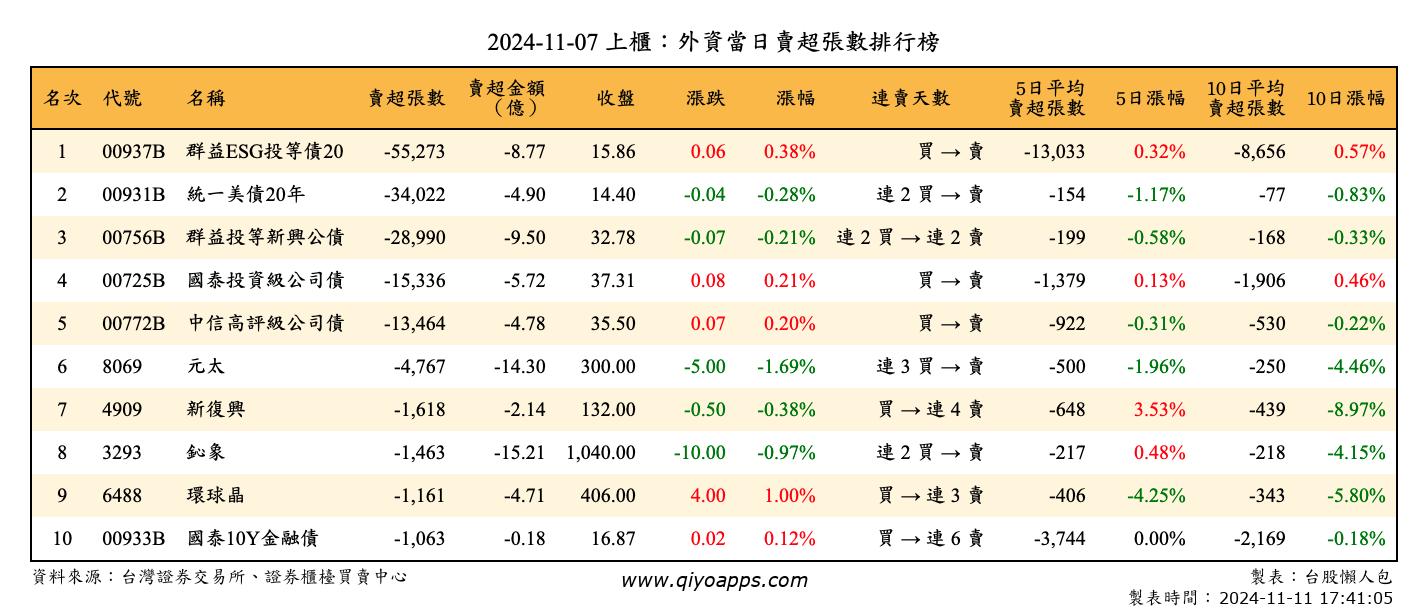 2024-11-07 上櫃：外資當日賣超張數排行榜
名次 代號 名稱 賣超張數 賣超金額（億） 收盤 漲跌 漲幅 連賣天數 5日平均賣超張數 5日漲幅 10日平均賣超張數 10日漲幅
1 00937B 群益ESG投等債20 -55,273 -8.77 15.86 0.06 0.38% 買 → 賣 -13,033 0.32% -8,656 0.57%
2 00931B 統一美債20年 -34,022 -4.90 14.40 -0.04 -0.28% 連 2 買 → 賣 -154 -1.17% -77 -0.83%
3 00756B 群益投等新興公債 -28,990 -9.50 32.78 -0.07 -0.21% 連 2 買 → 連 2 賣 -199 -0.58% -168 -0.33%
4 00725B 國泰投資級公司債 -15,336 -5.72 37.31 0.08 0.21% 買 → 賣 -1,379 0.13% -1,906 0.46%
5 00772B 中信高評級公司債 -13,464 -4.78 35.50 0.07 0.20% 買 → 賣 -922 -0.31% -530 -0.22%
6 8069 元太 -4,767 -14.30 300.00 -5.00 -1.69% 連 3 買 → 賣 -500 -1.96% -250 -4.46%
7 4909 新復興 -1,618 -2.14 132.00 -0.50 -0.38% 買 → 連 4 賣 -648 3.53% -439 -8.97%
8 3293 鈊象 -1,463 -15.21 1,040.00 -10.00 -0.97% 連 2 買 → 賣 -217 0.48% -218 -4.15%
9 6488 環球晶 -1,161 -4.71 406.00 4.00 1.00% 買 → 連 3 賣 -406 -4.25% -343 -5.80%
10 00933B 國泰10Y金融債 -1,063 -0.18 16.87 0.02 0.12% 買 → 連 6 賣 -3,744 0.00% -2,169 -0.18%
資料來源：台灣證券交易所、證券櫃檯買賣中心 www.qiyoapps.com 製表：台股懶人包
製表時間：2024-11-11 17:41:05